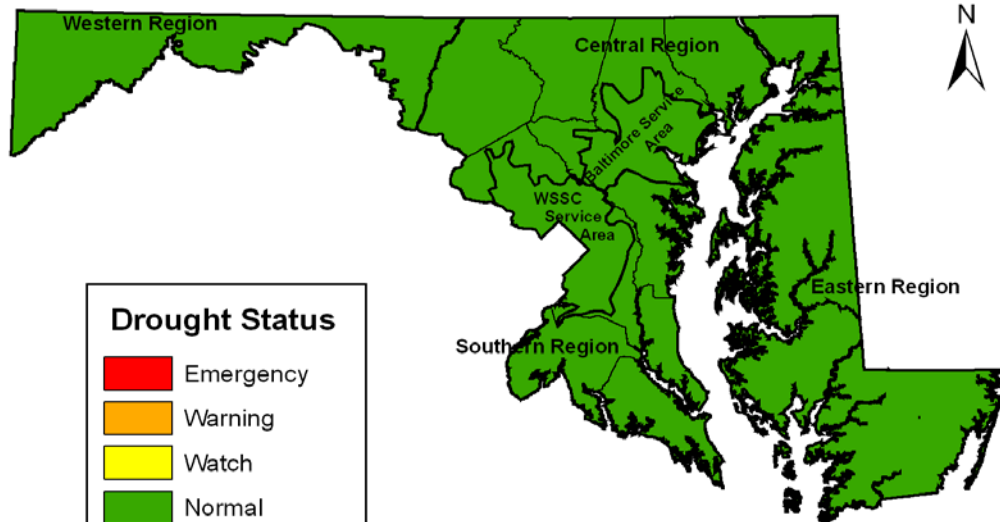 Western Region
Central Region
N
Baltimore Service
Area
WSSC
Service
Area
Eastern Region
Southern Region
Drought Status
Emergency
Warning
Watch
Normal